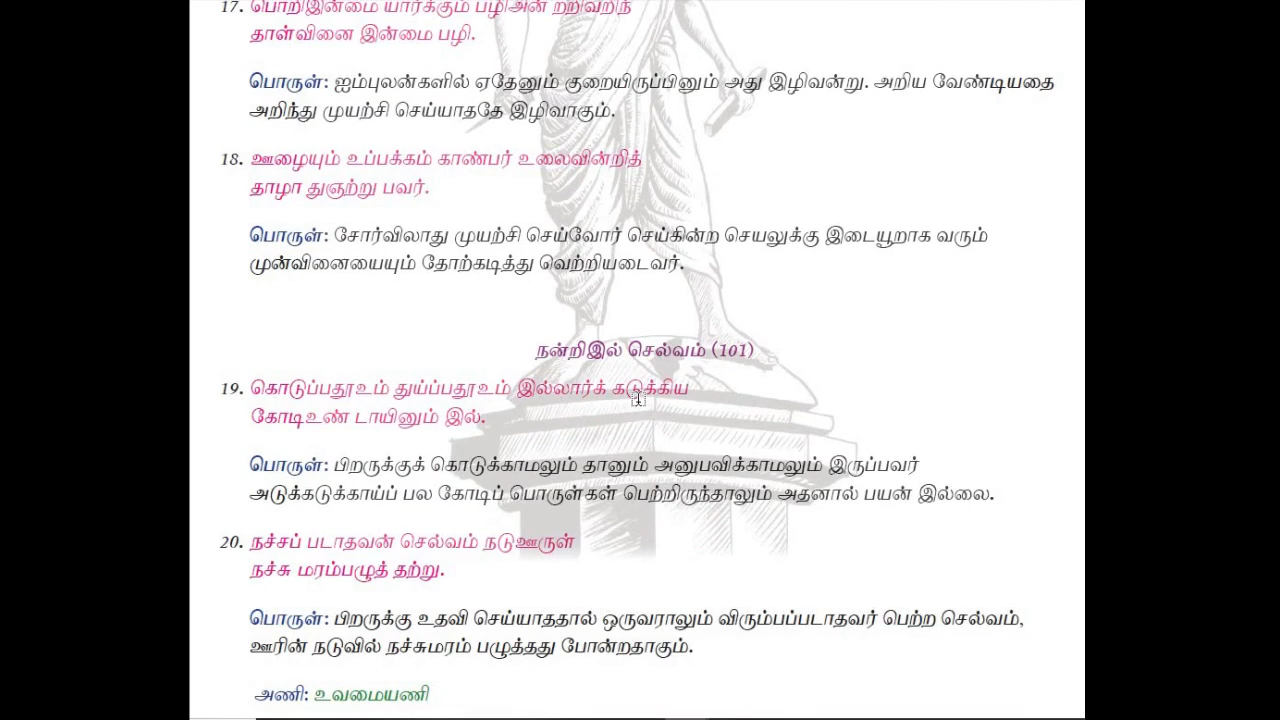 17. பொறிஇன்மை யார்க்கும் பழிஅன் றறிவறிந்
தாள்வினை இன்மை பழி.
பொருள்: ஐம்புலன்களில் ஏதேனும் குறையிருப்பினும் அது இழிவன்று. அறிய வேண்டியதை
அறிந்து முயற்சி செய்யாததே இழிவாகும்.
18. ஊழையும் உப்பக்கம் காண்பர் உலைவின்றித்
தாழா துஞற்று பவர்.
பொருள்: சோர்விலாது முயற்சி செய்வோர் செய்கின்ற செயலுக்கு இடையூறாக வரும்
முன்வினையையும் தோற்கடித்து வெற்றியடைவர்.
நன்றிஇல் செல்வம் (101)
19. கொடுப்பதூஉம் துய்ப்பதூஉம் இல்லார்க் கடுக்கிய
கோடிஉண் டாயினும் இல்.
பொருள்: பிறருக்குக் கொடுக்காமலும் தானும் அனுபவிக்காமலும் இருப்பவர்
அடுக்கடுக்காய்ப் பல கோடிப் பொருள்கள் பெற்றிருந்தாலும் அதனால் பயன் இல்லை.
20. நச்சப் படாதவன் செல்வம் நடுஊருள்
நச்சு மரம்பழுத் தற்று.
பொருள்: பிறருக்கு உதவி செய்யாததால் ஒருவராலும் விரும்பப்படாதவர் பெற்ற செல்வம்,
ஊரின் நடுவில் நச்சுமரம் பழுத்தது போன்றதாகும்.
அணி: உவமையணி